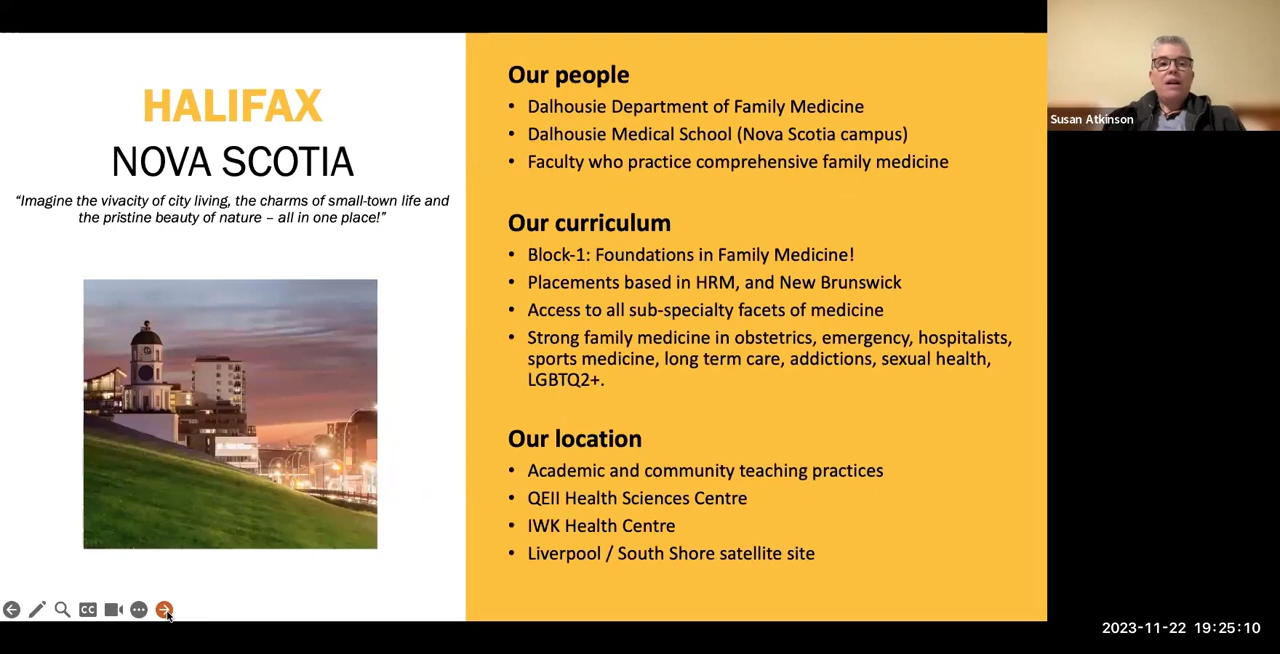 HALIFAX
NOVA SCOTIA
“Imagine the vivacity of city living, the charms of small-town life and
the pristine beauty of nature – all in one place!”
Our people
• Dalhousie Department of Family Medicine
• Dalhousie Medical School (Nova Scotia campus)
• Faculty who practice comprehensive family medicine
Our curriculum
• Block-1: Foundations in Family Medicine!
• Placements based in HRM, and New Brunswick
• Access to all sub-specialty facets of medicine
• Strong family medicine in obstetrics, emergency, hospitalists,
sports medicine, long term care, addictions, sexual health,
LGBTQ2+.
Our location
• Academic and community teaching practices
• QEII Health Sciences Centre
• IWK Health Centre
• Liverpool / South Shore satellite site
Susan Atkinson
CC
2023-11-22 19:25:10